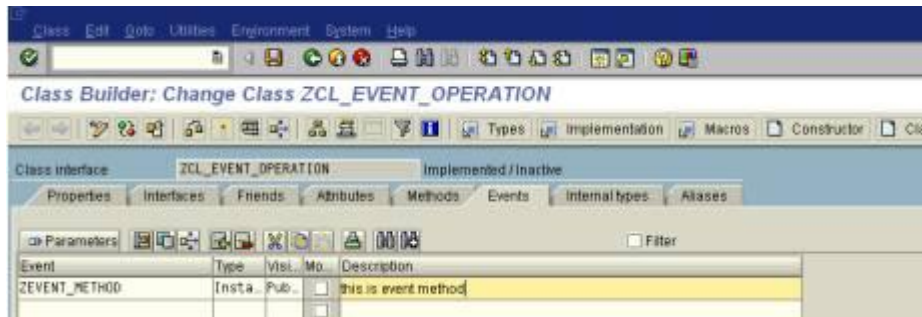 Class Edit Goto Utilities Environment System Help
Class Builder: Change Class ZCL_EVENT_OPERATION
Types Implementation Macros Constructor
Class interface ZCL_EVENT_OPERATION Implemented / Inactive
Properties Interfaces Friends Attributes Methods Events Internal types Aliases
Parameters Filter
Event Type Visi.. Mo.. Description
ZEVENT_METHOD Insta.. Pub.. this is event method